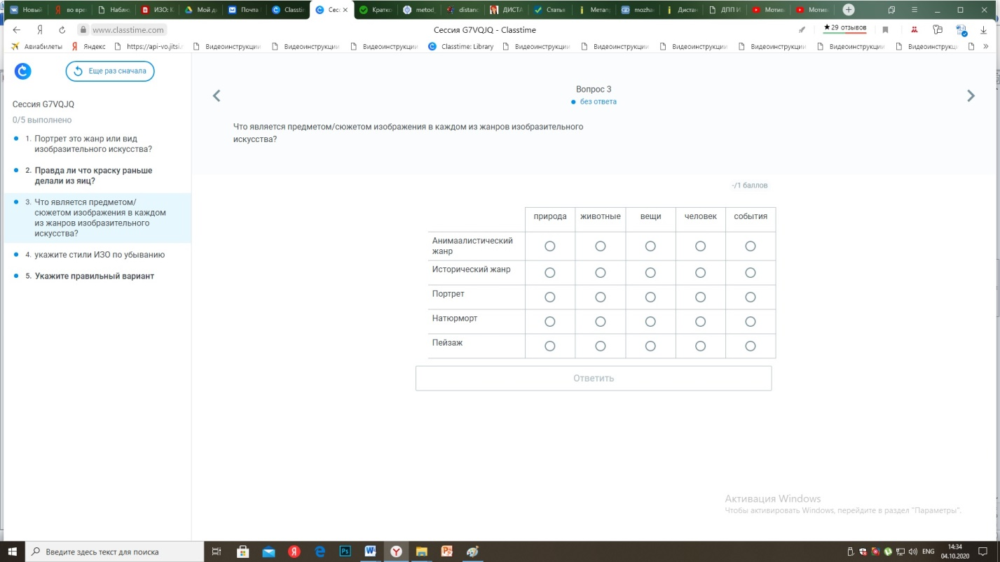 Новый
во врем
Наблю
ИЗО: К
Мой д
Почта
Classtir
Сес
Кратко
metod_
distanc
ДИСТА
Статья
Метап
mozha
Дистан
ДПП И
Мотив
Мотив
www.classtime.com
Сессия G7VQJQ - Classtime
★29 отзывов
Авиабилеты
Яндекс
https://api-vo.jitsi.r
Видеоинструкции
Видеоинструкции
Видеоинструкции
Classtime: Library
Видеоинструкции
Видеоинструкции
Видеоинструкции
Видеоинструкции
Видеоинструкции
Видеоинструкц
»
Еще раз сначала
Сессия G7VQJQ
0/5 выполнено
1. Портрет это жанр или вид
изобразительного искусства?
2. Правда ли что краску раньше
делали из яиц?
3. Что является предметом/
сюжетом изображения в каждом
из жанров изобразительного
искусства?
4. укажите стили ИЗО по убыванию
5. Укажите правильный вариант
Вопрос 3
без ответа
Что является предметом/сюжетом изображения в каждом из жанров изобразительного
искусства?
-/1 баллов
природа животные вещи человек события
Анимаалистический
жанр
Исторический жанр
Портрет
Натюрморт
Пейзаж
Ответить
Активация Windows
Чтобы активировать Windows, перейдите в раздел "Параметры".
Введите здесь текст для поиска
ENG
14:34
04.10.2020